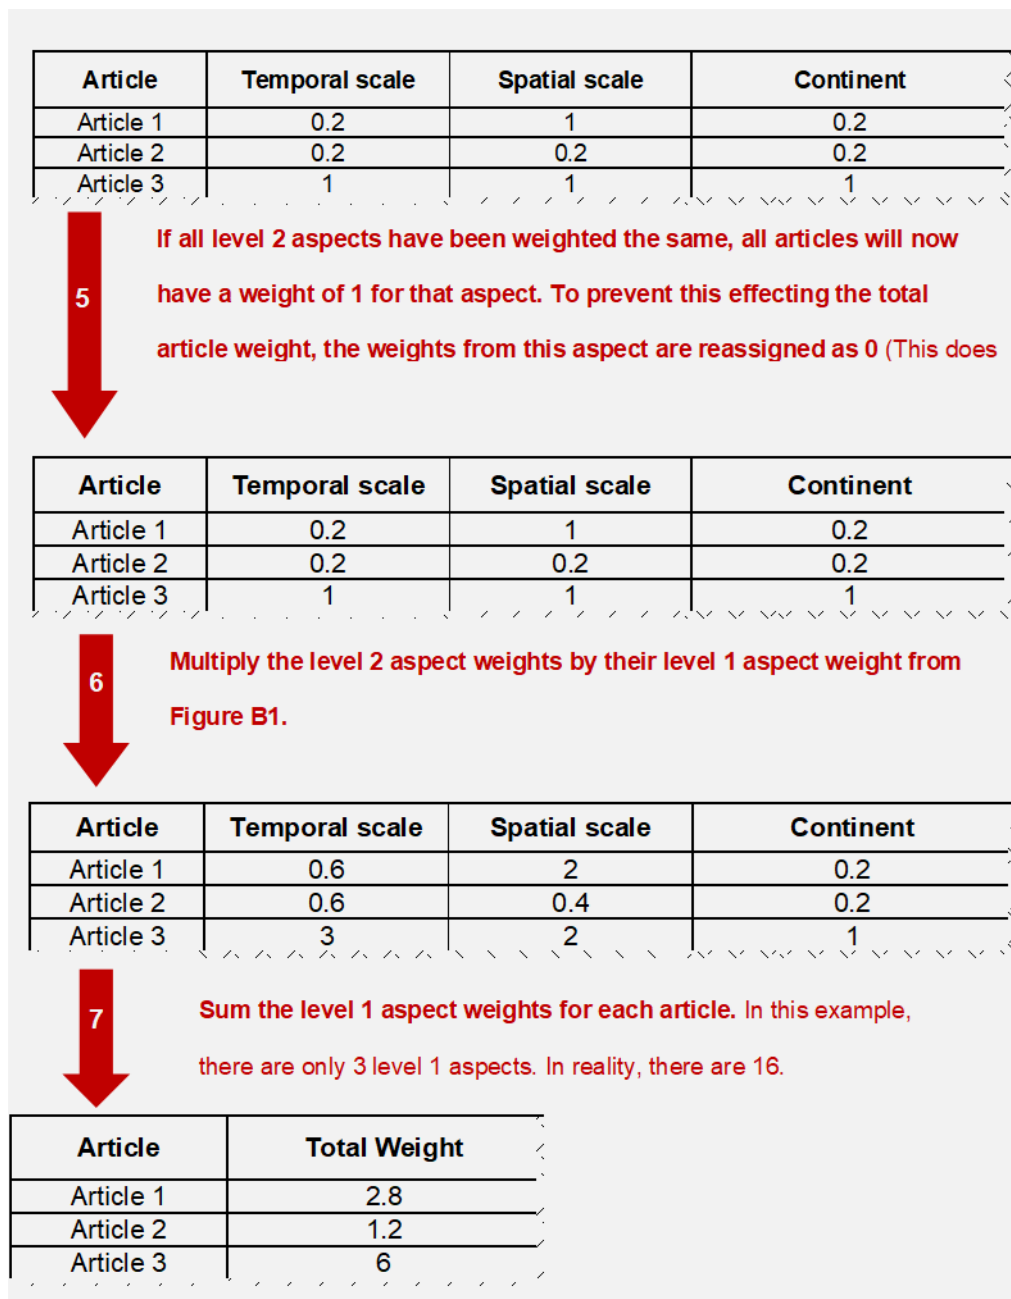 Article Temporal scale Spatial scale Continent
Article 1 0.2 1 0.2
Article 2 0.2 0.2 0.2
Article 3 1 1 1
If all level 2 aspects have been weighted the same, all articles will now
5 have a weight of 1 for that aspect. To prevent this effecting the total
article weight, the weights from this aspect are reassigned as 0 (This does
Article Temporal scale Spatial scale Continent
Article 1 0.2 1 0.2
Article 2 0.2 0.2 0.2
Article 3 1 1 1
6 Multiply the level 2 aspect weights by their level 1 aspect weight from
Figure B1.
Article Temporal scale Spatial scale Continent
Article 1 0.6 2 0.2
Article 2 0.6 0.4 0.2
Article 3 3 2 1
7 Sum the level 1 aspect weights for each article. In this example,
there are only 3 level 1 aspects. In reality, there are 16.
Article Total Weight
Article 1 2.8
Article 2 1.2
Article 3 6